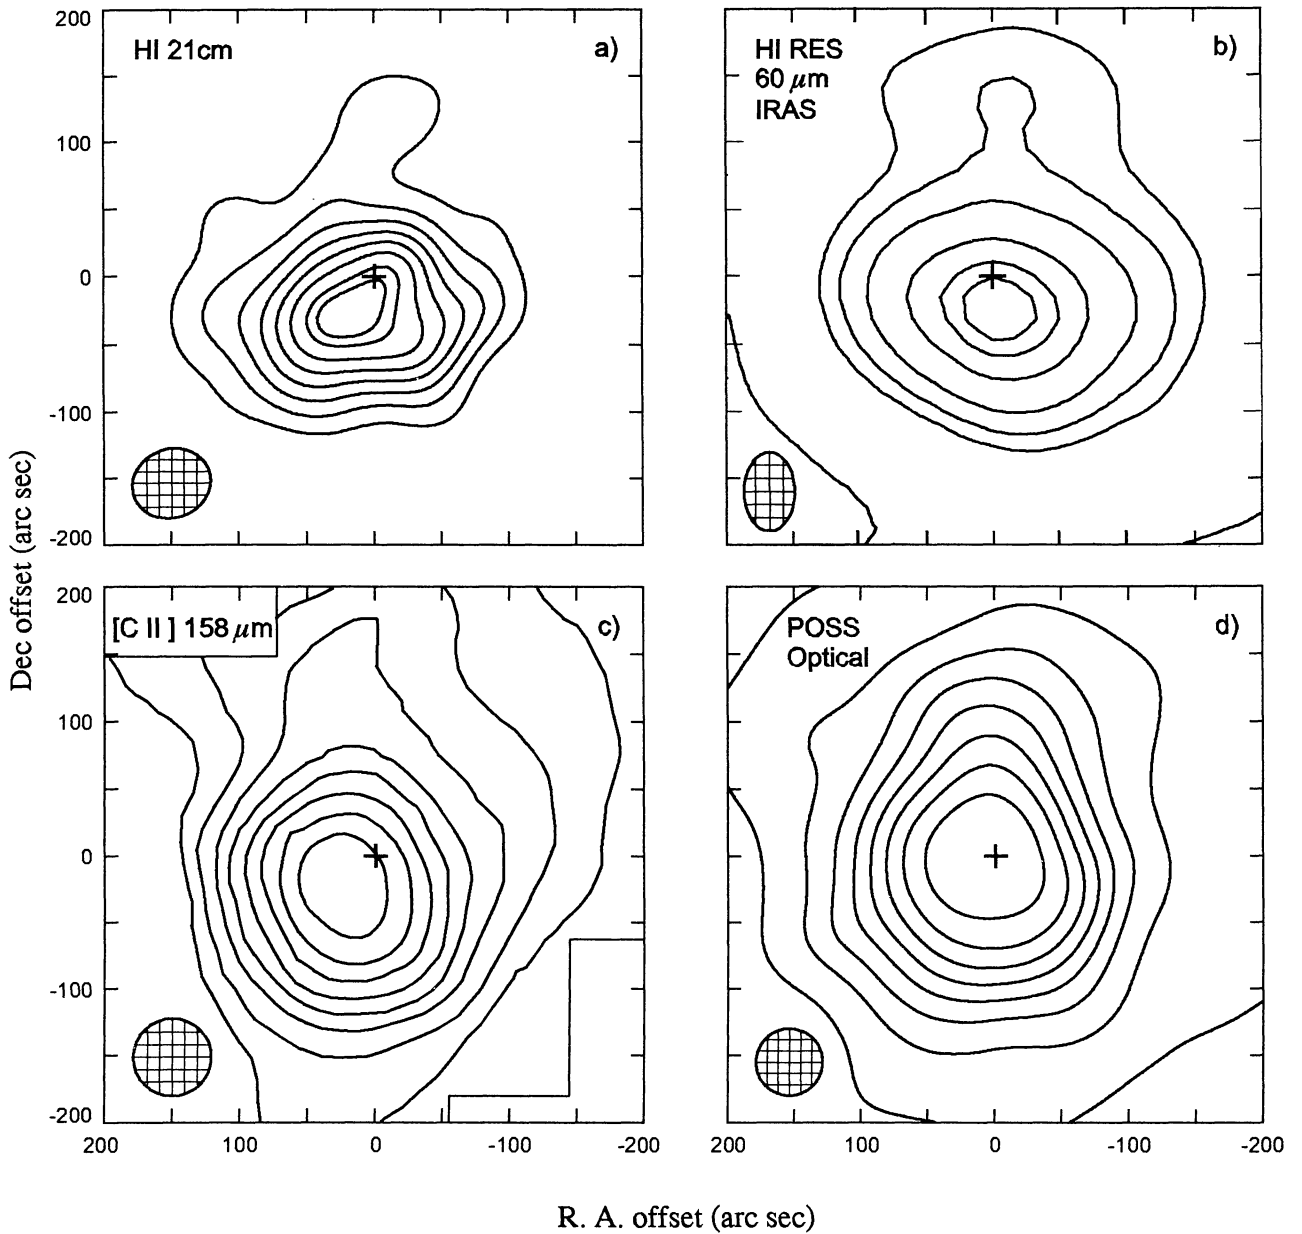 200
HI 21cm
a)
HI RES
60 μm
IRAS
b)
100
0
-100
-200
Dec offset (arc sec)
200
[C II ] 158 μm
c)
POSS
Optical
d)
100
0
-100
-200
200
100
0
-100
-200
200
100
0
-100
-200
R. A. offset (arc sec)